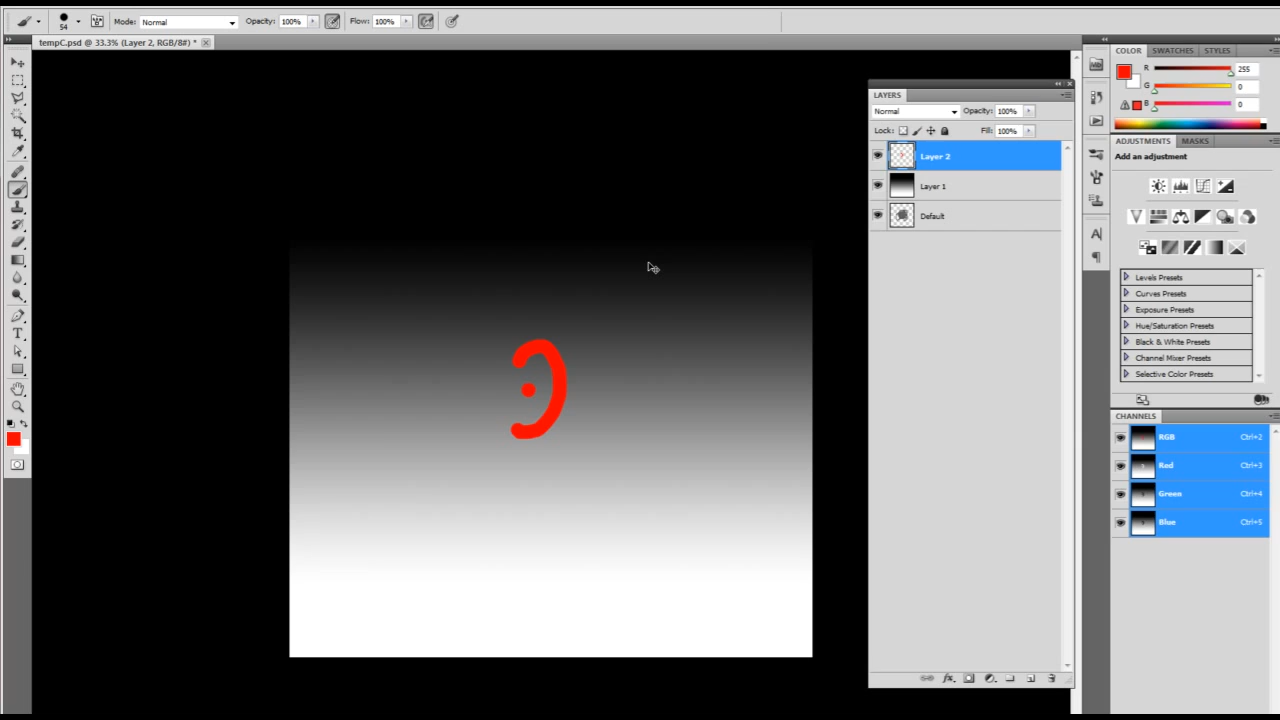 54 Mode: Normal Opacity: 100% Flow: 100%
tempC.psd @ 33.3% (Layer 2, RGB/8#) *
LAYERS
Normal Opacity: 100%
Lock: Fill: 100%
Layer 2
Layer 1
Default
COLOR SWATCHES STYLES
R 255
G 0
B 0
ADJUSTMENTS MASKS
Add an adjustment
Levels Presets
Curves Presets
Exposure Presets
Hue/Saturation Presets
Black & White Presets
Channel Mixer Presets
Selective Color Presets
CHANNELS
RGB Ctrl+2
Red Ctrl+3
Green Ctrl+4
Blue Ctrl+5